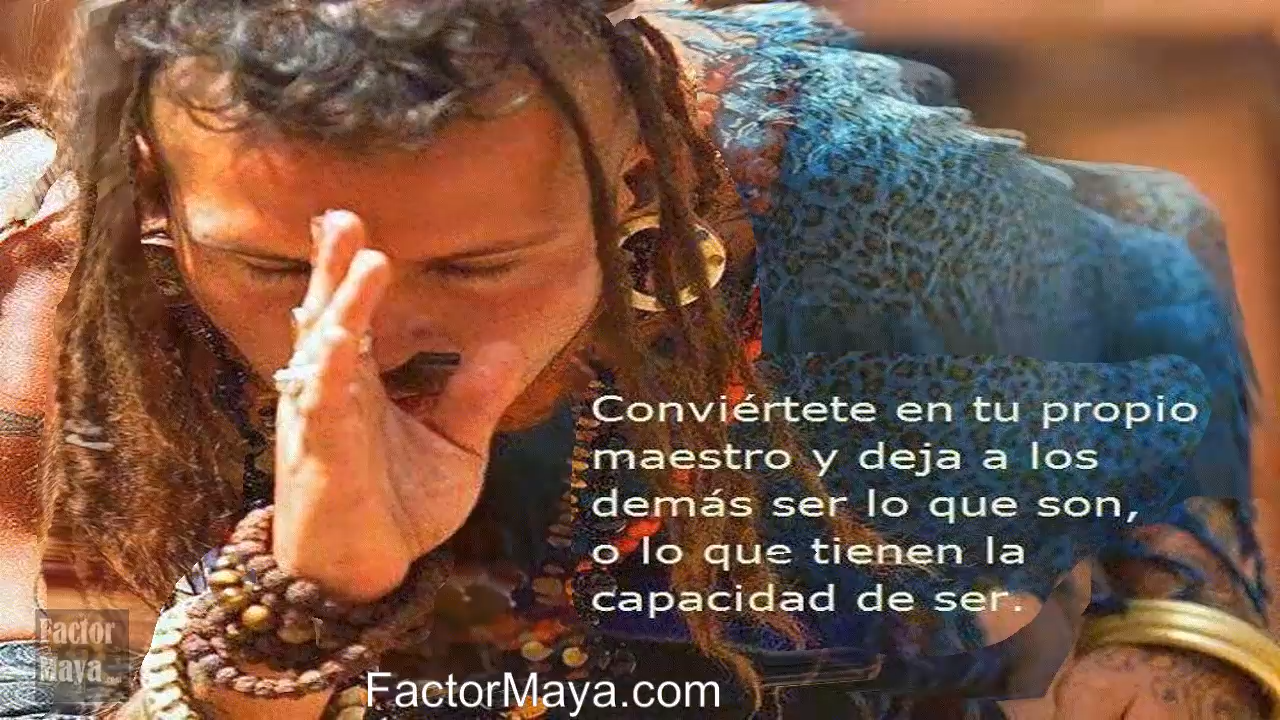 Conviértete en tu propio
maestro y deja a los
demás ser lo que son,
o lo que tienen la
capacidad de ser.
Factor
Maya.com
FactorMaya.com